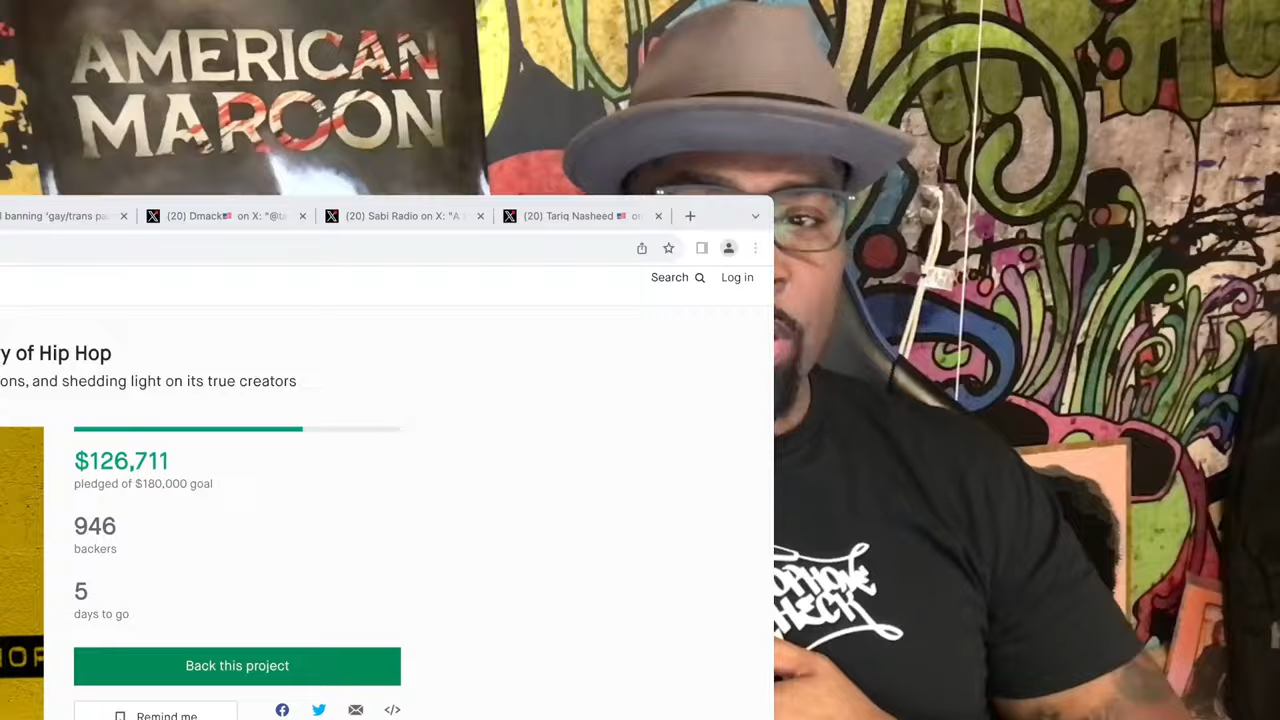 AMERICAN
MAROON
banning 'gay/trans pa
(20) Dmack on X: "@ta
(20) Sabi Radio on X: "A
(20) Tariq Nasheed on
Search
Log in
y of Hip Hop
ons, and shedding light on its true creators
$126,711
pledged of $180,000 goal
946
backers
5
days to go
Back this project
Remind me
OPHONE
HECK